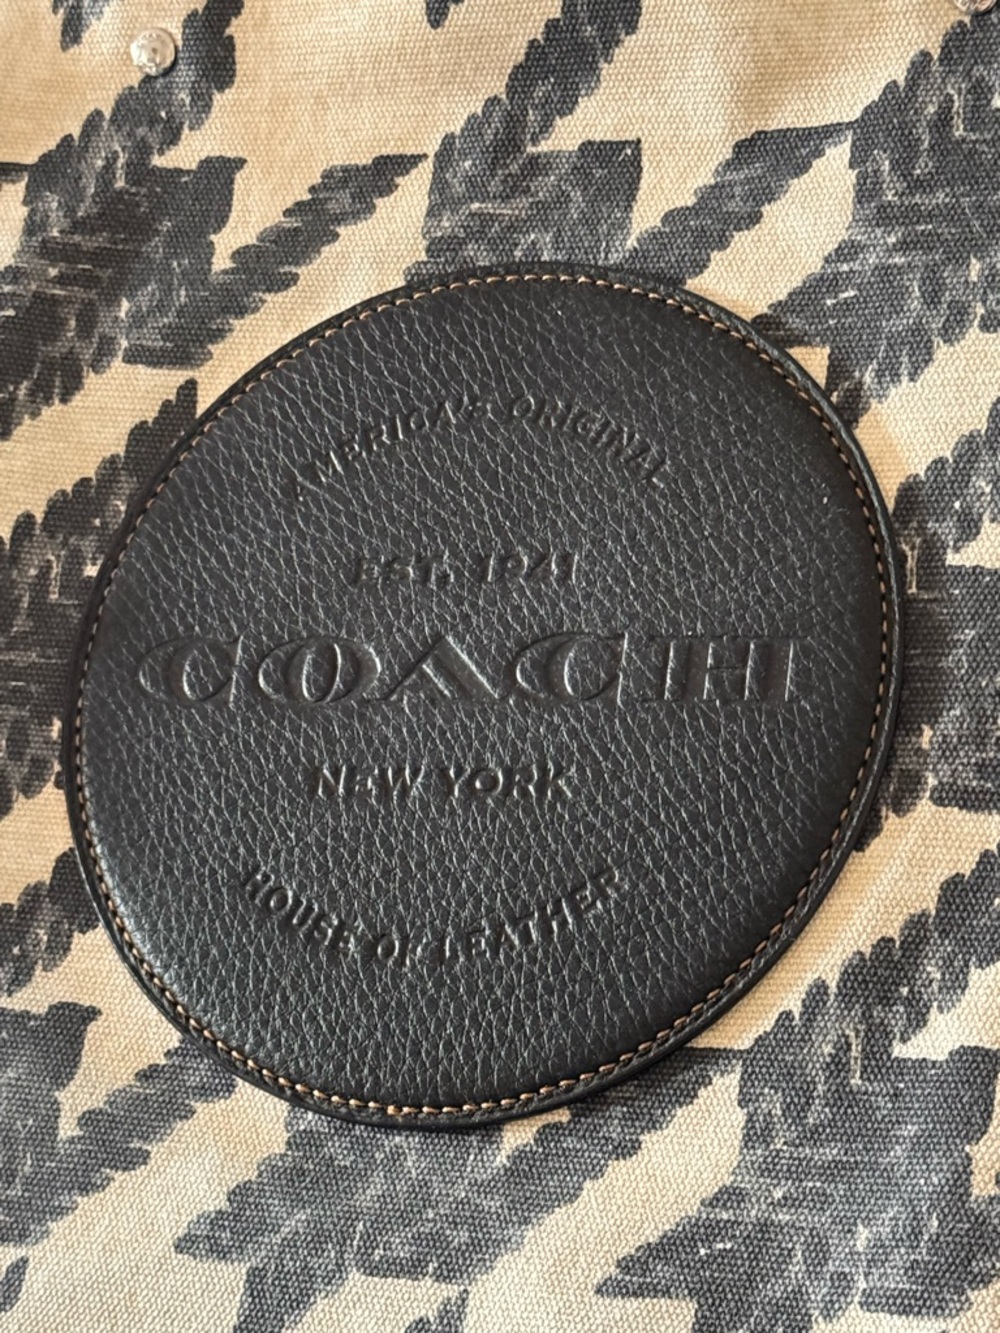 AMERICA'S ORIGINAL
EST. 1941
COACH
NEW YORK
HOUSE OF LEATHER